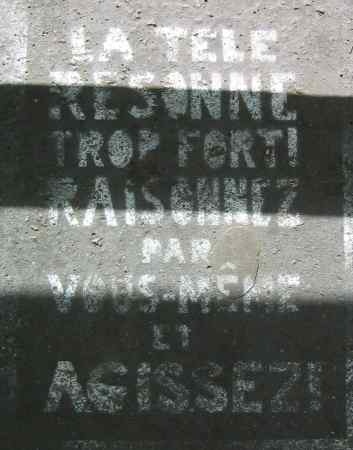 LA TELE
RESONNE
TROP FORT!
RAISONNEZ
PAR
VOUS-MÊME
ET
AGISSEZ!